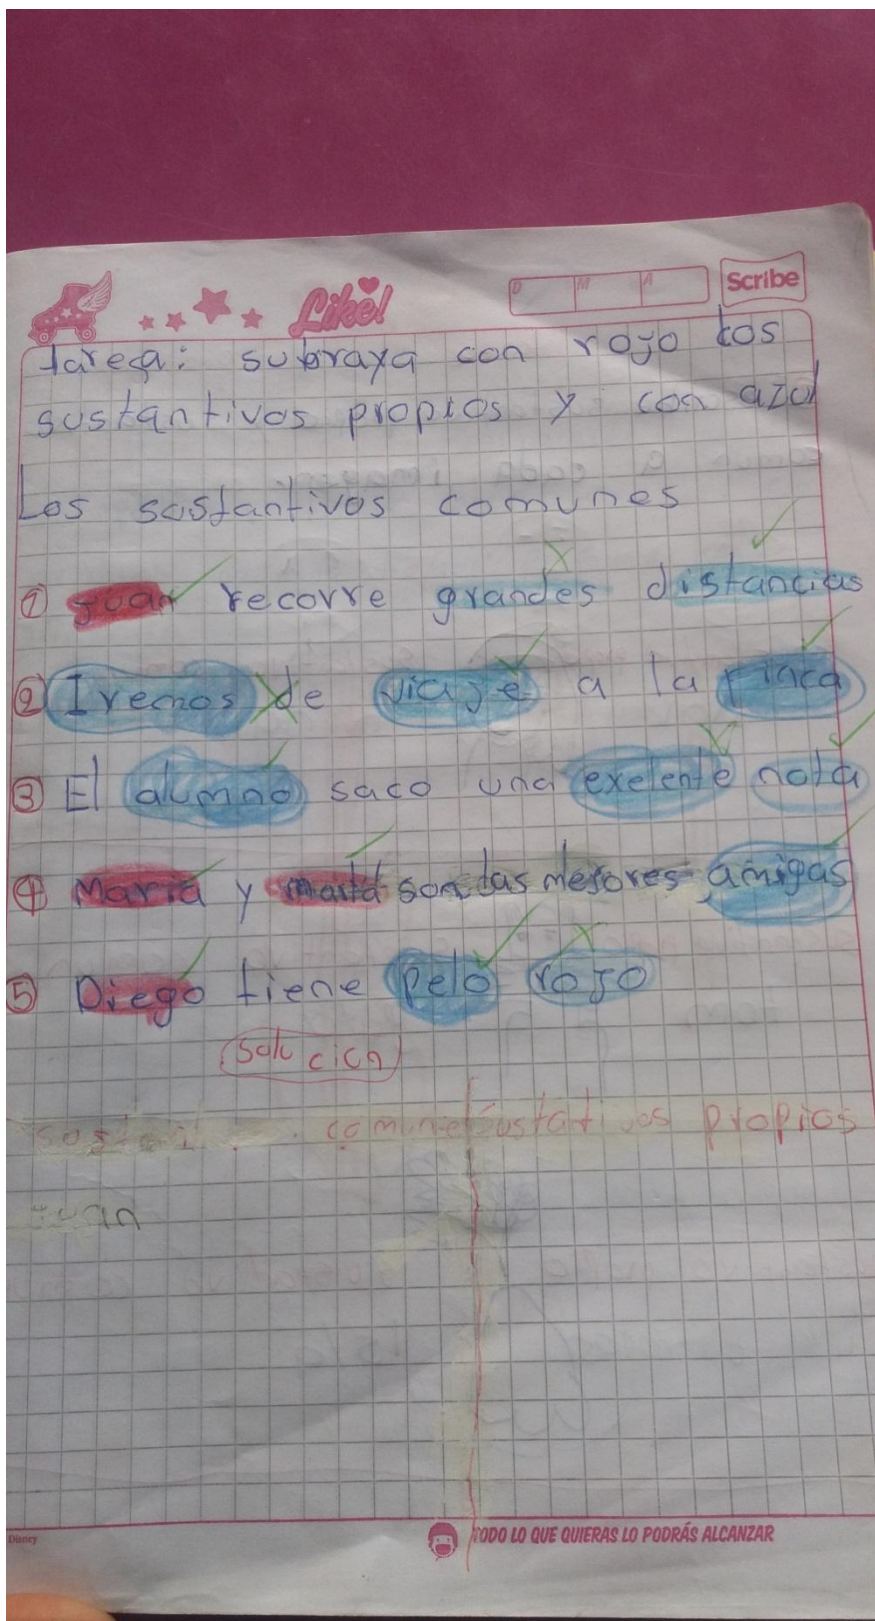 Like!
D M A
Scribe
tarea: subraya con rojo los
sustantivos propios y con azul
Los sustantivos comunes
① Juan recorre grandes distancias
② Iremos de viaje a la finca
③ El alumno saco una exelente nota
④ Maria y marta son las mejores amigas
⑤ Diego tiene pelo rojo
solucion
comunes sustativos propios
Juan
Disney
TODO LO QUE QUIERAS LO PODRÁS ALCANZAR